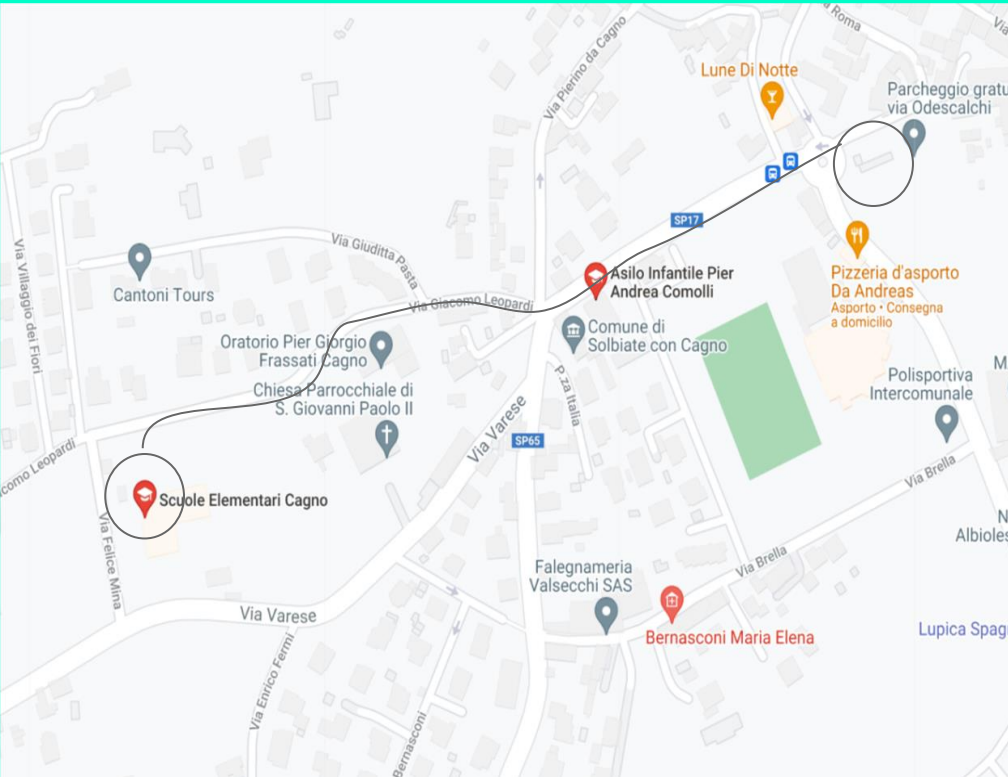 a Roma
Via
Lune Di Notte
Via Pierino da Cagno
Parcheggio gratu
via Odescalchi
SP17
Via Giuditta Pasta
Via Villaggio dei Fiori
Asilo Infantile Pier
Andrea Comolli
Pizzeria d'asporto
Da Andreas
Asporto • Consegna
a domicilio
Cantoni Tours
Via Giacomo Leopardi
Comune di
Solbiate con Cagno
Oratorio Pier Giorgio
Frassati Cagno
Chiesa Parrocchiale di
S. Giovanni Paolo II
P.za Italia
Polisportiva
Intercomunale
M
Via Varese
SP65
como Leopardi
Via Brella
Scuole Elementari Cagno
Via Felice Mina
N
Albioles
Via Brella
Falegnameria
Valsecchi SAS
Via Varese
Bernasconi Maria Elena
Lupica Spag
Via Enrico Fermi
Bernasconi